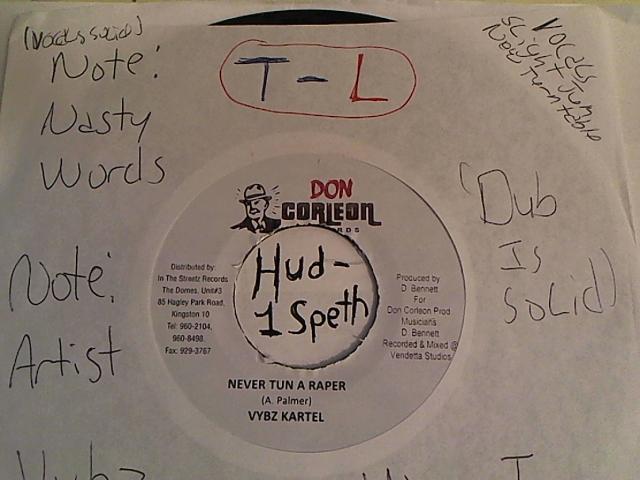 (Vocals solid)
Note:
Nasty
Words
T-L
Vocals
Slight Jump
New Turntable
DON
CORLEON
RECORDS
Distributed by:
In The Streetz Records
The Domes, Unit#3
85 Hagley Park Road,
Kingston 10
Tel: 960-2104,
960-8498,
Fax: 929-3767
Hud-
1 Speth
Produced by
D. Bennett
For
Don Corleon Prod
Musicians
D. Bennett
Recorded & Mixed @
Vendetta Studios
NEVER TUN A RAPER
(A. Palmer)
VYBZ KARTEL
(Dub
Is
Solid)
Note:
Artist
Vybz